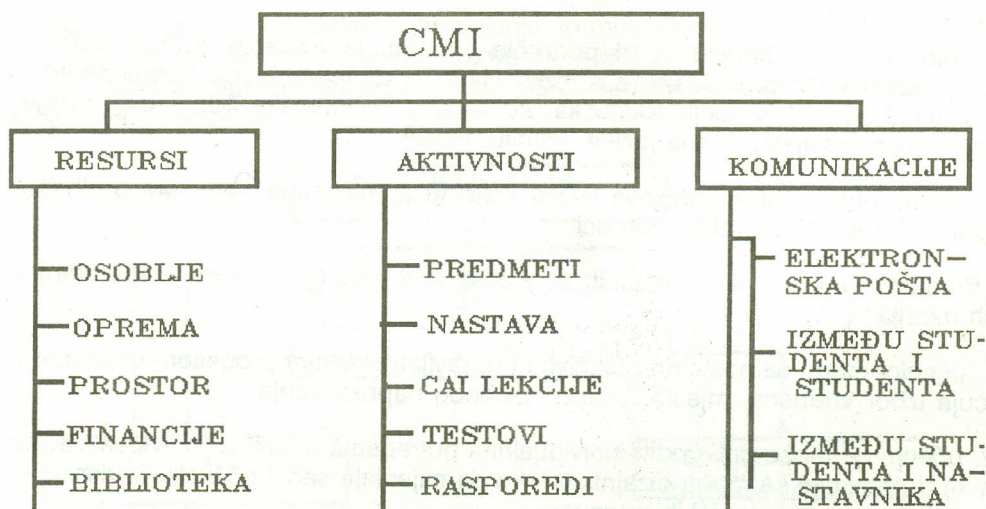 CMI
RESURSI
OSOBLJE
OPREMA
PROSTOR
FINANCIJE
BIBLIOTEKA
AKTIVNOSTI
PREDMETI
NASTAVA
CAI LEKCIJE
TESTOVI
RASPOREDI
KOMUNIKACIJE
ELEKTRON-
SKA POŠTA
IZMEĐU STU-
DENTA I
STUDENTA
IZMEĐU STU-
DENTA I NA-
STAVNIKA